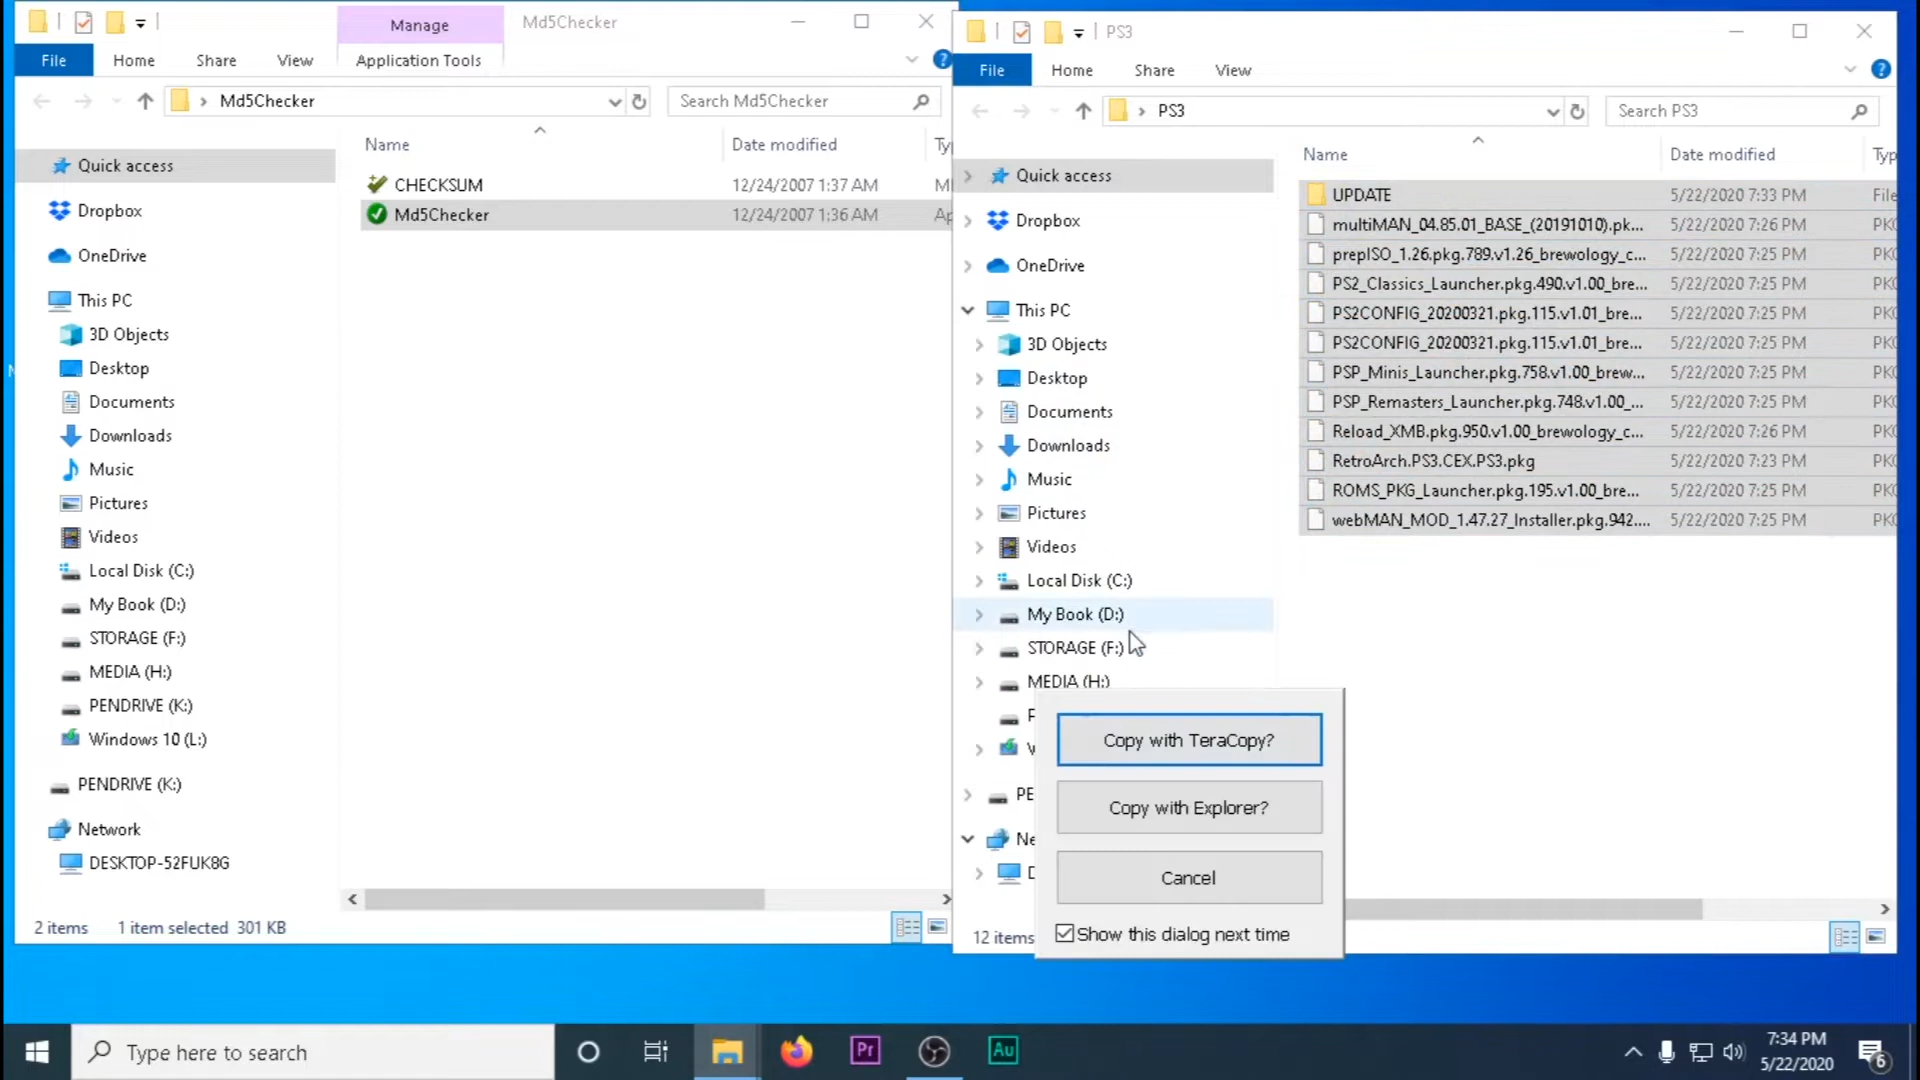 Manage
Md5Checker
File
Home
Share
View
Application Tools
Md5Checker
Search Md5Checker
Name
Date modified
CHECKSUM
12/24/2007 1:37 AM
Md5Checker
12/24/2007 1:36 AM
Quick access
Dropbox
OneDrive
This PC
3D Objects
Desktop
Documents
Downloads
Music
Pictures
Videos
Local Disk (C:)
My Book (D:)
STORAGE (F:)
MEDIA (H:)
PENDRIVE (K:)
Windows 10 (L:)
PENDRIVE (K:)
Network
DESKTOP-52FUK8G
2 items 1 item selected 301 KB
PS3
File
Home
Share
View
PS3
Search PS3
Name
Date modified
Typ
UPDATE 5/22/2020 7:33 PM File
multiMAN_04.85.01_BASE_(20191010).pk... 5/22/2020 7:26 PM
prepISO_1.26.pkg.789.v1.26_brewology_c... 5/22/2020 7:25 PM
PS2_Classics_Launcher.pkg.490.v1.00_bre... 5/22/2020 7:25 PM
PS2CONFIG_20200321.pkg.115.v1.01_bre... 5/22/2020 7:25 PM
PS2CONFIG_20200321.pkg.115.v1.01_bre... 5/22/2020 7:25 PM
PSP_Minis_Launcher.pkg.758.v1.00_brew... 5/22/2020 7:25 PM
PSP_Remasters_Launcher.pkg.748.v1.00_... 5/22/2020 7:25 PM
Reload_XMB.pkg.950.v1.00_brewology_c... 5/22/2020 7:26 PM
RetroArch.PS3.CEX.PS3.pkg 5/22/2020 7:23 PM
ROMS_PKG_Launcher.pkg.195.v1.00_bre... 5/22/2020 7:25 PM
webMAN_MOD_1.47.27_Installer.pkg.942.... 5/22/2020 7:25 PM
Quick access
Dropbox
OneDrive
This PC
3D Objects
Desktop
Documents
Downloads
Music
Pictures
Videos
Local Disk (C:)
My Book (D:)
STORAGE (F:)
MEDIA (H:)
PE
Ne
12 items
Copy with TeraCopy?
Copy with Explorer?
Cancel
Show this dialog next time
Type here to search
Pr
Au
7:34 PM
5/22/2020
6